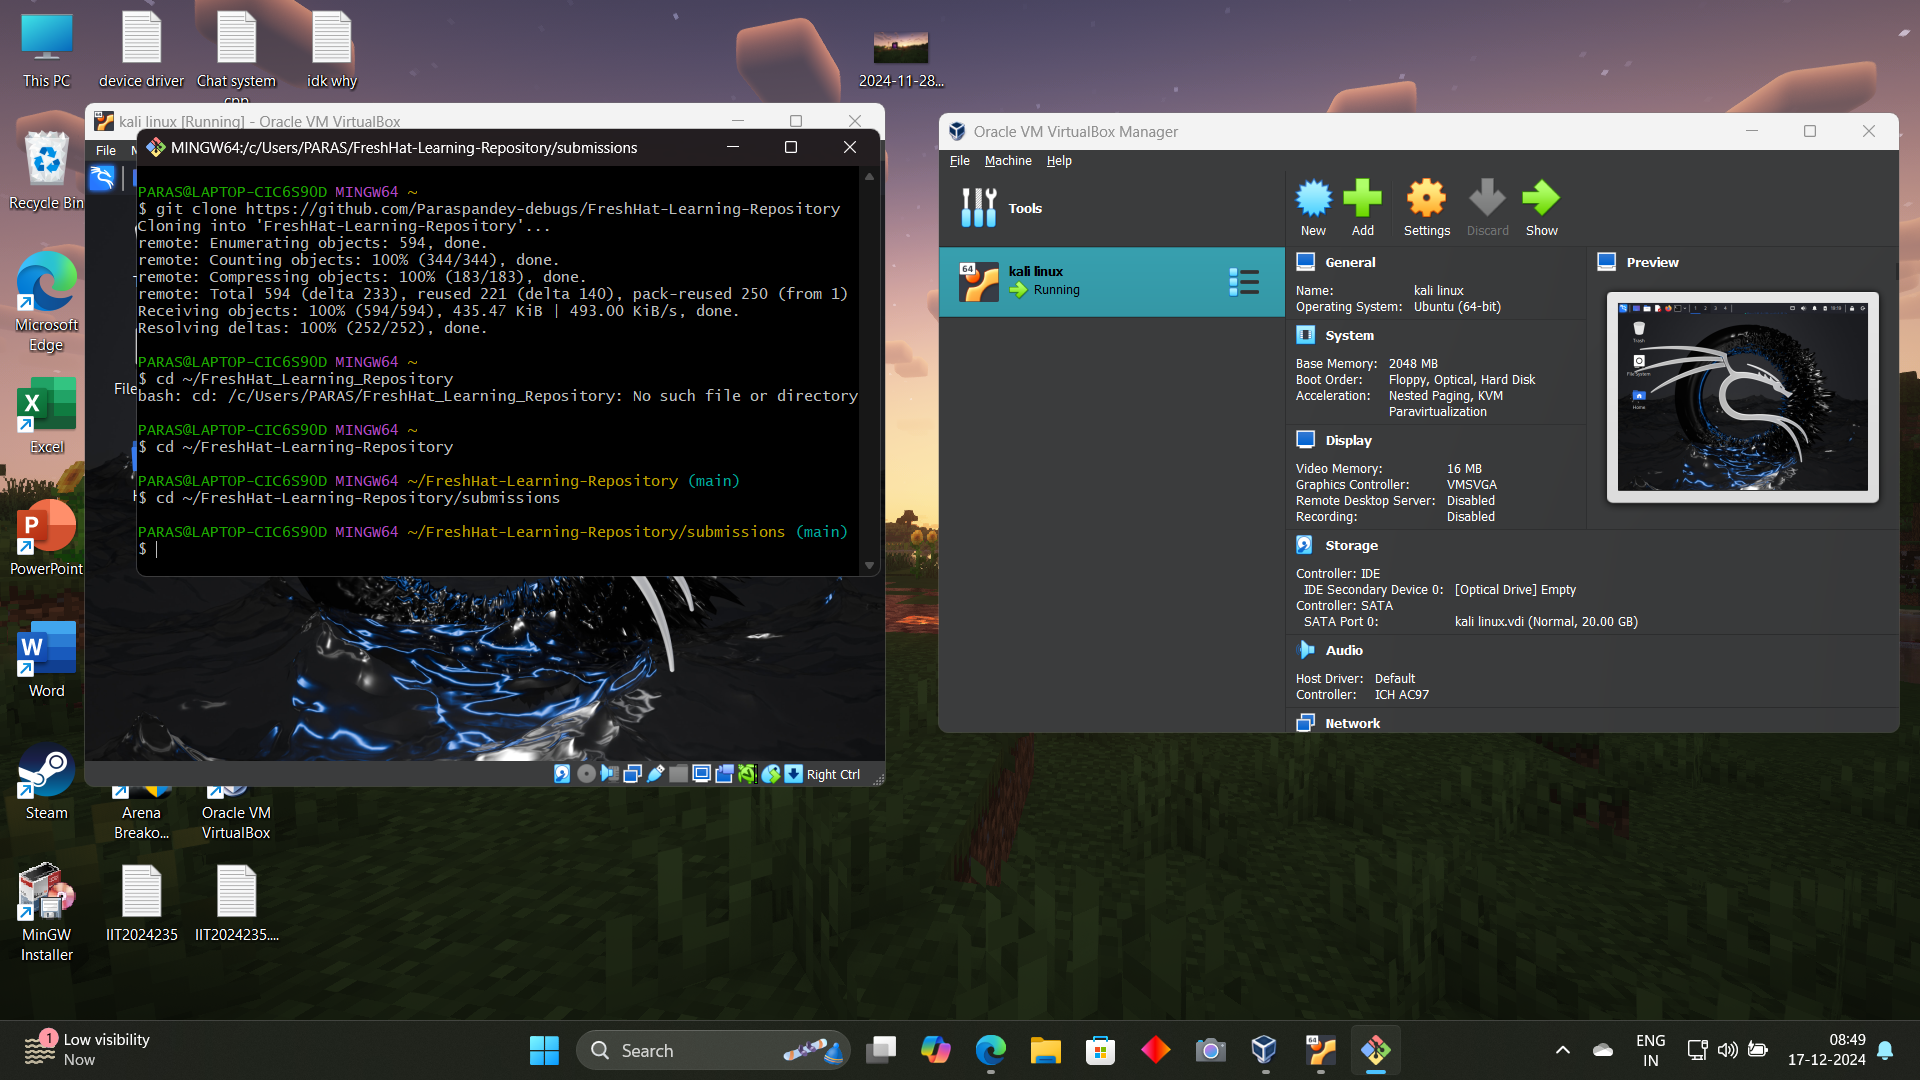 This PC
device driver
Chat system
cpp
idk why
2024-11-28...
Recycle Bin
Microsoft
Edge
Excel
PowerPoint
Word
Steam
Arena
Breako...
Oracle VM
VirtualBox
MinGW
Installer
IIT2024235
IIT2024235....
kali linux [Running] - Oracle VM VirtualBox
File
MINGW64:/c/Users/PARAS/FreshHat-Learning-Repository/submissions
PARAS@LAPTOP-CIC6S9OD MINGW64 ~
$ git clone https://github.com/Paraspandey-debugs/FreshHat-Learning-Repository
Cloning into 'FreshHat-Learning-Repository'...
remote: Enumerating objects: 594, done.
remote: Counting objects: 100% (344/344), done.
remote: Compressing objects: 100% (183/183), done.
remote: Total 594 (delta 233), reused 221 (delta 140), pack-reused 250 (from 1)
Receiving objects: 100% (594/594), 435.47 KiB | 493.00 KiB/s, done.
Resolving deltas: 100% (252/252), done.
PARAS@LAPTOP-CIC6S9OD MINGW64 ~
$ cd ~/FreshHat_Learning_Repository
bash: cd: /c/Users/PARAS/FreshHat_Learning_Repository: No such file or directory
PARAS@LAPTOP-CIC6S9OD MINGW64 ~
$ cd ~/FreshHat-Learning-Repository
PARAS@LAPTOP-CIC6S9OD MINGW64 ~/FreshHat-Learning-Repository (main)
$ cd ~/FreshHat-Learning-Repository/submissions
PARAS@LAPTOP-CIC6S9OD MINGW64 ~/FreshHat-Learning-Repository/submissions (main)
$
File
Right Ctrl
Oracle VM VirtualBox Manager
File Machine Help
Tools
New Add Settings Discard Show
64
kali linux
Running
General
Name: kali linux
Operating System: Ubuntu (64-bit)
System
Base Memory: 2048 MB
Boot Order: Floppy, Optical, Hard Disk
Acceleration: Nested Paging, KVM
Paravirtualization
Display
Video Memory: 16 MB
Graphics Controller: VMSVGA
Remote Desktop Server: Disabled
Recording: Disabled
Storage
Controller: IDE
IDE Secondary Device 0: [Optical Drive] Empty
Controller: SATA
SATA Port 0: kali linux.vdi (Normal, 20.00 GB)
Audio
Host Driver: Default
Controller: ICH AC97
Network
Preview
Trash
File System
Home
1
Low visibility
Now
Search
ENG
IN
08:49
17-12-2024